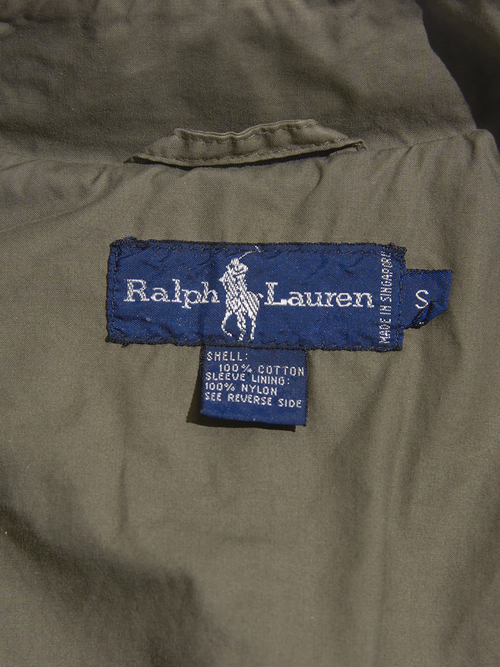 Ralph Lauren
MADE IN SINGAPORE
S
SHELL:
100% COTTON
SLEEVE LINING:
100% NYLON
SEE REVERSE SIDE